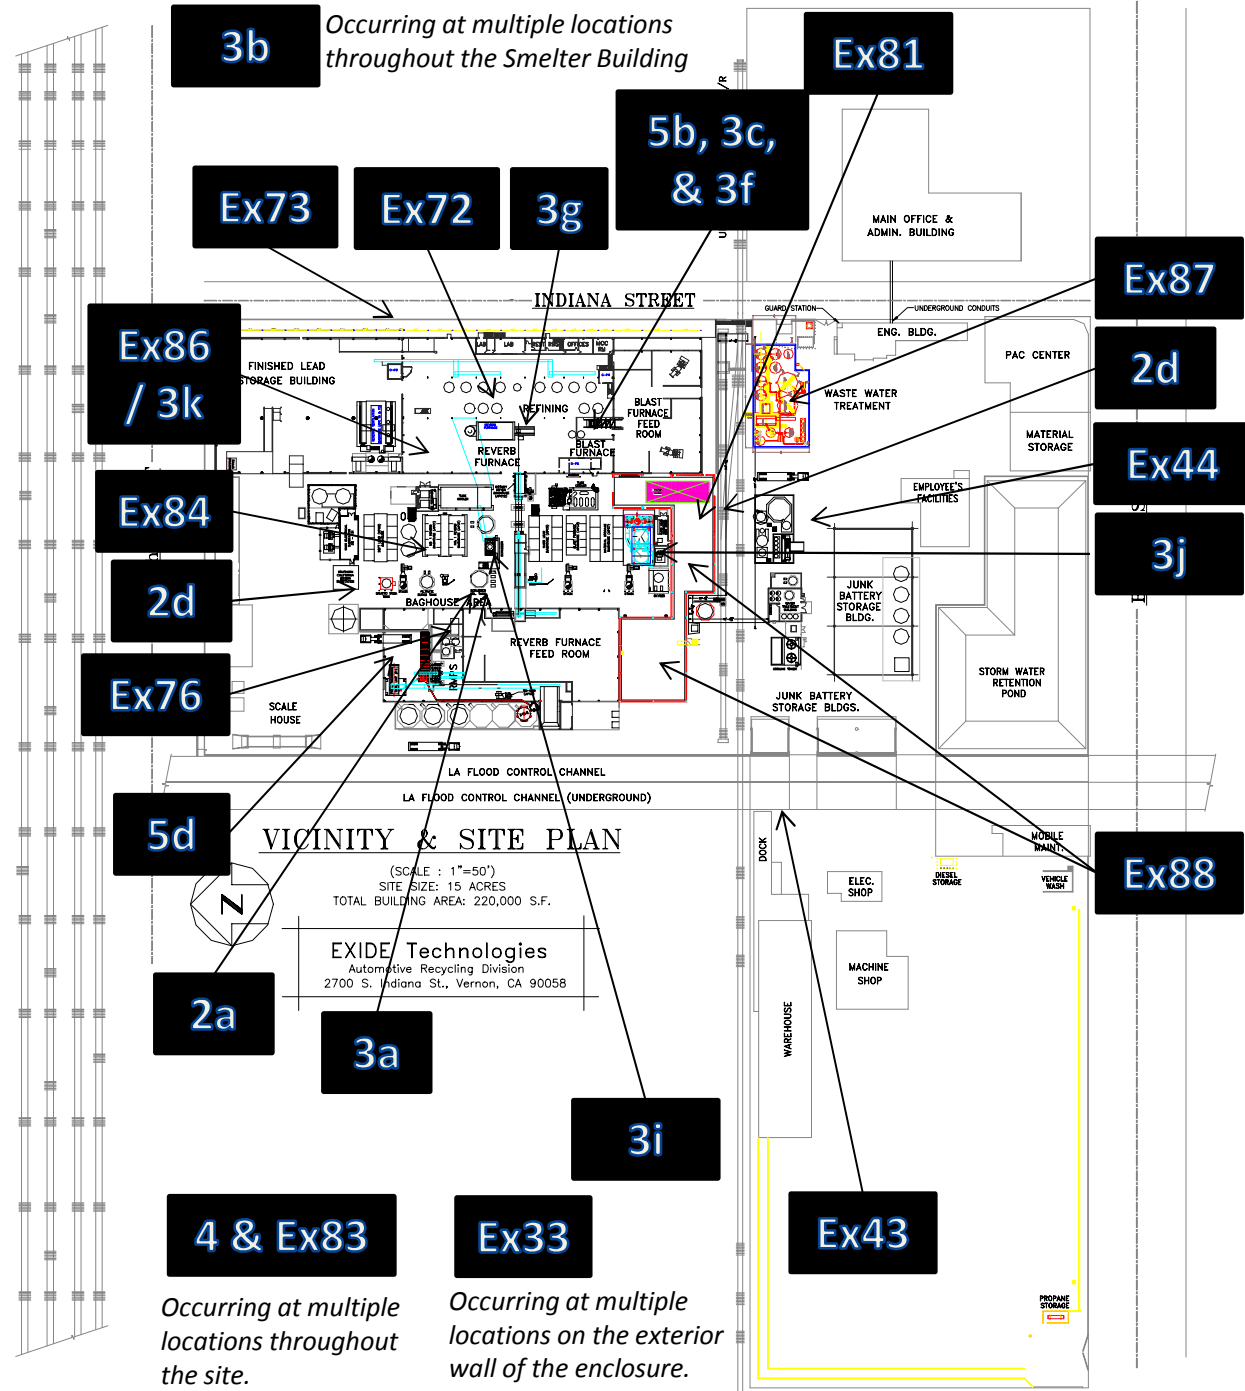 3b
Occurring at multiple locations
throughout the Smelter Building
Ex81
5b, 3c,
& 3f
Ex73
Ex72
3g
MAIN OFFICE &
ADMIN. BUILDING
Ex87
INDIANA STREET
GUARD STATION
UNDERGROUND CONDUITS
ENG. BLDG.
Ex86
/ 3k
FINISHED LEAD
STORAGE BUILDING
LAB
LAB
OFFICES
PAC CENTER
2d
REFINING
BLAST
FURNACE
FEED
ROOM
WASTE WATER
TREATMENT
REVERB
FURNACE
BLAST
FURNACE
MATERIAL
STORAGE
Ex44
Ex84
EMPLOYEE'S
FACILITIES
3j
2d
BAGHOUSE AREA
JUNK
BATTERY
STORAGE
BLDG.
REVERB FURNACE
FEED ROOM
RMPS
Ex76
SCALE
HOUSE
JUNK BATTERY
STORAGE BLDGS.
STORM WATER
RETENTION
POND
LA FLOOD CONTROL CHANNEL
LA FLOOD CONTROL CHANNEL (UNDERGROUND)
5d
VICINITY & SITE PLAN
(SCALE : 1"=50')
SITE SIZE: 15 ACRES
TOTAL BUILDING AREA: 220,000 S.F.
N
DOCK
MOBILE
MAINT.
DIESEL
STORAGE
VEHICLE
WASH
ELEC.
SHOP
Ex88
EXIDE Technologies
Automotive Recycling Division
2700 S. Indiana St., Vernon, CA 90058
MACHINE
SHOP
WAREHOUSE
2a
3a
3i
4 & Ex83
Occurring at multiple
locations throughout
the site.
Ex33
Occurring at multiple
locations on the exterior
wall of the enclosure.
Ex43
PROPANE
STORAGE